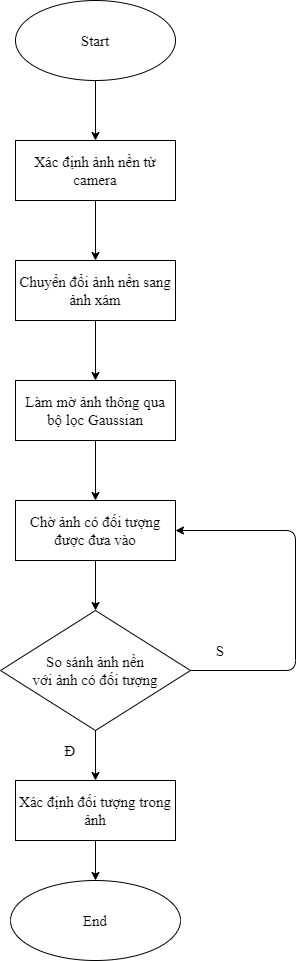 Start
Xác định ảnh nền từ
camera
Chuyển đổi ảnh nền sang
ảnh xám
Làm mờ ảnh thông qua
bộ lọc Gaussian
Chờ ảnh có đối tượng
được đưa vào
So sánh ảnh nền
với ảnh có đối tượng
S
Đ
Xác định đối tượng trong
ảnh
End